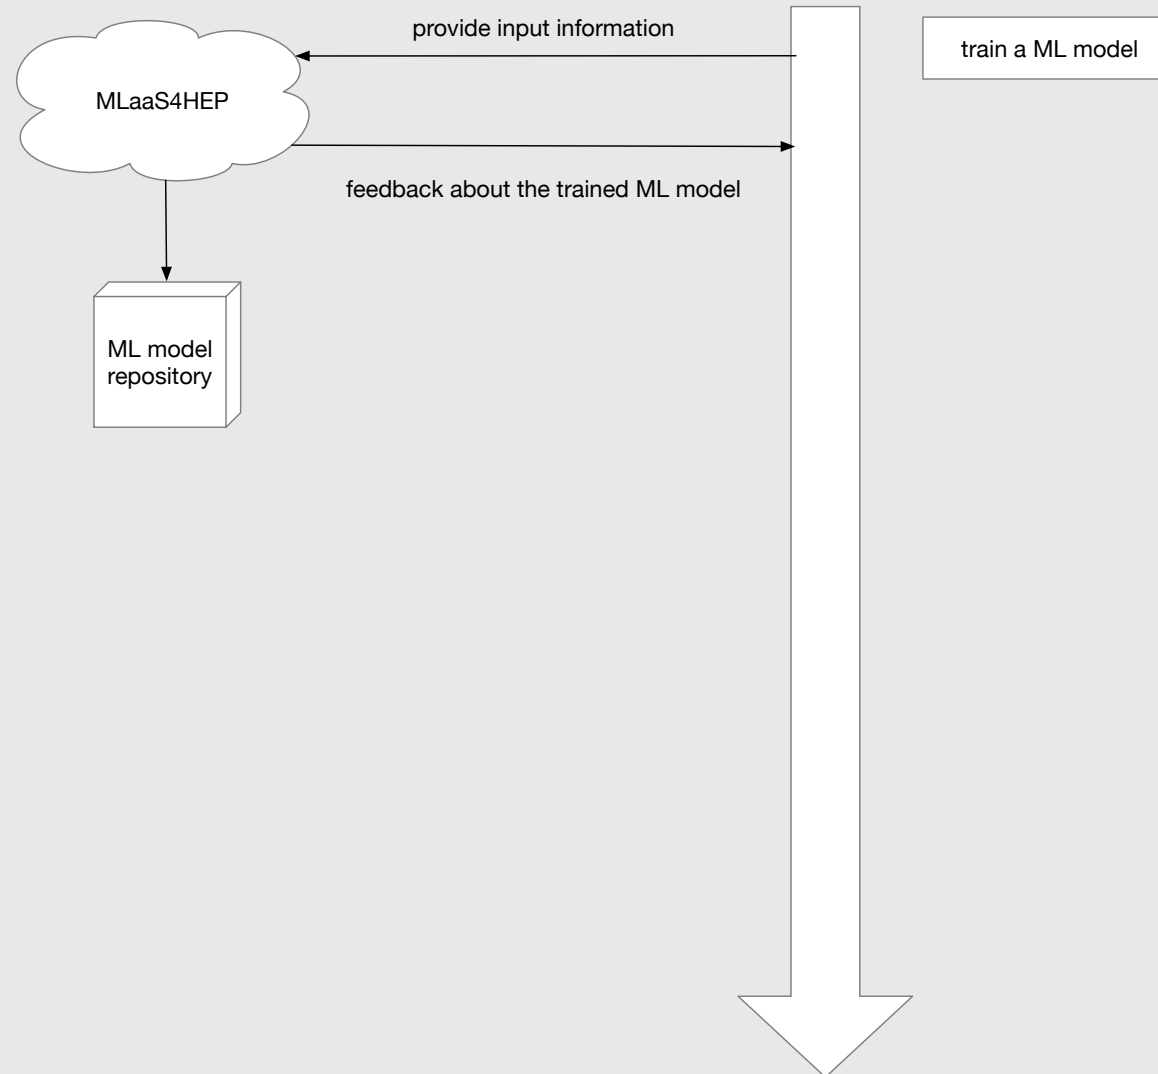 provide input information
train a ML model
MLaaS4HEP
feedback about the trained ML model
ML model
repository